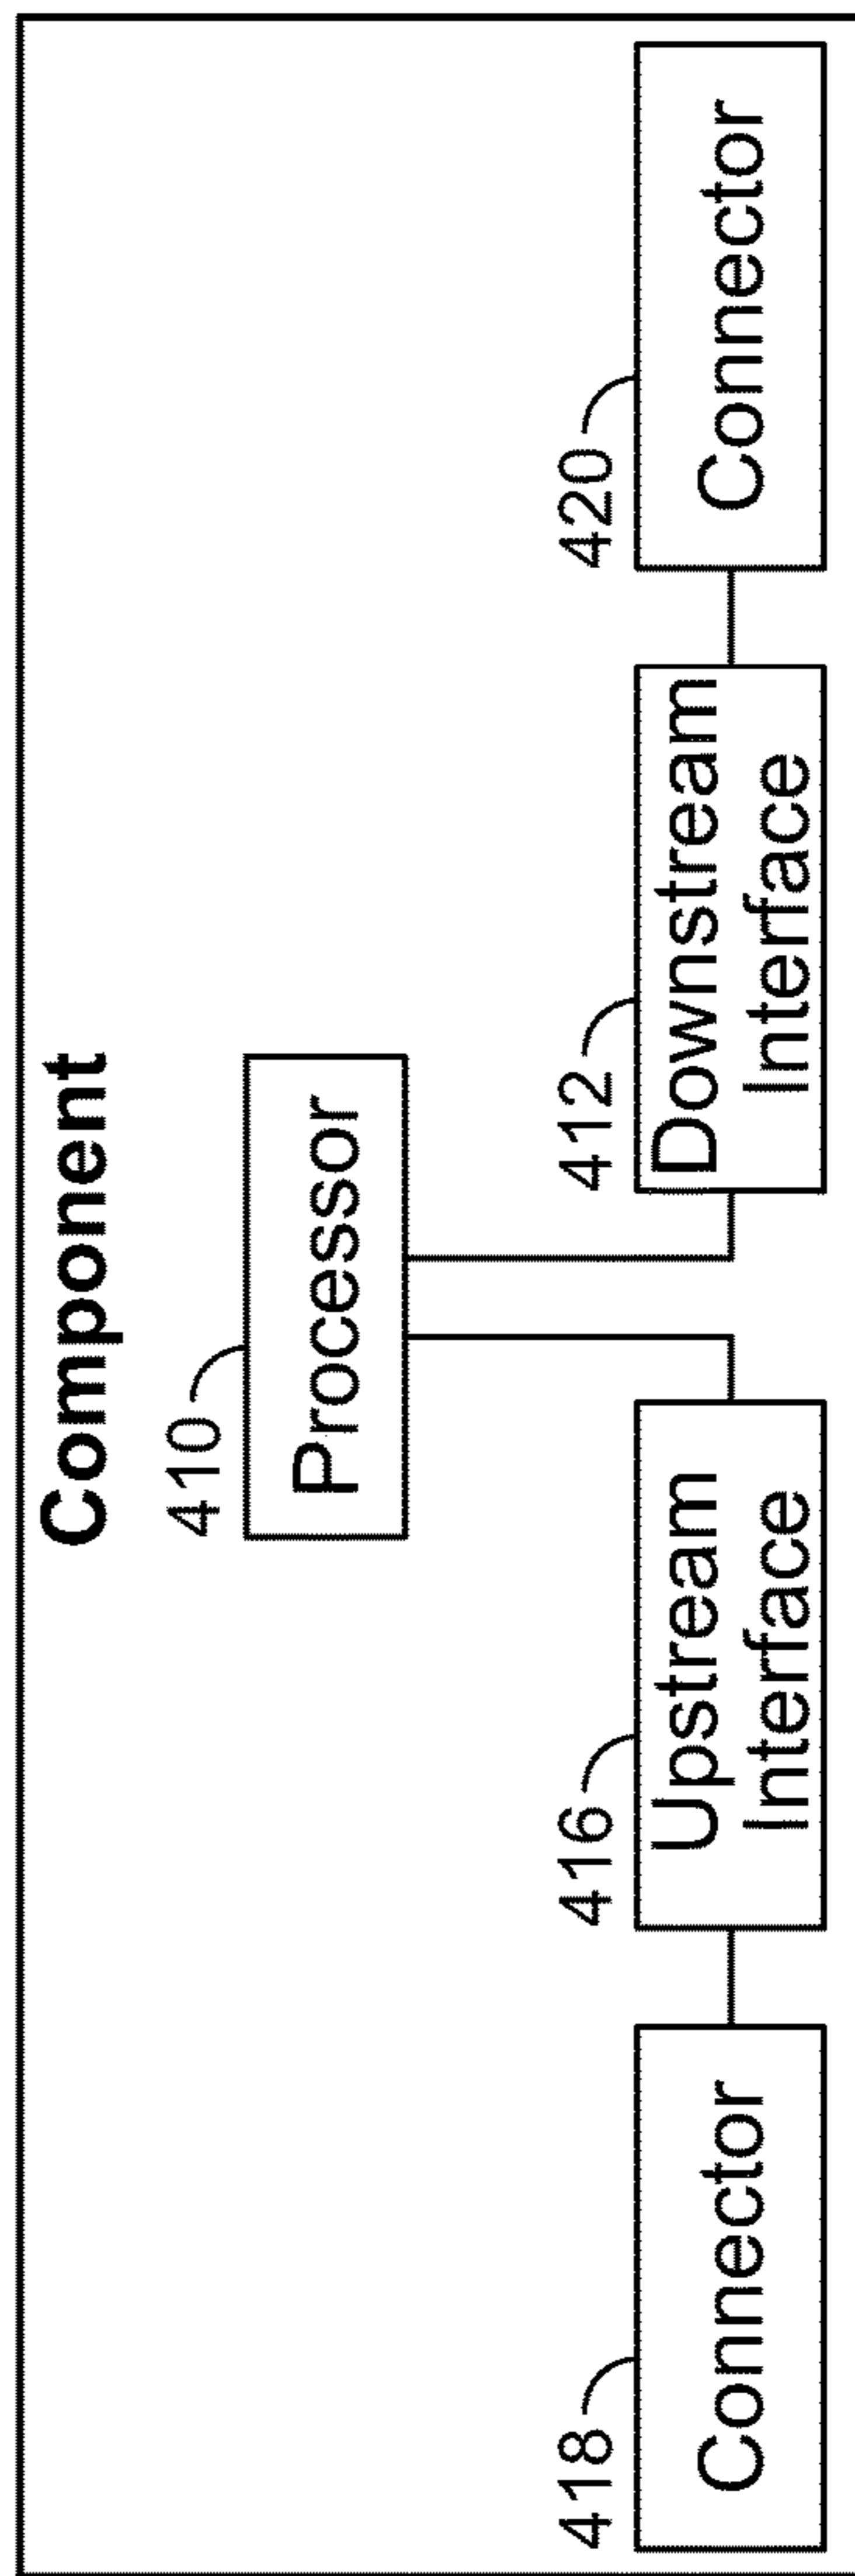 Component
410
Processor
418
Connector
416
Upstream
Interface
412
Downstream
Interface
420
Connector